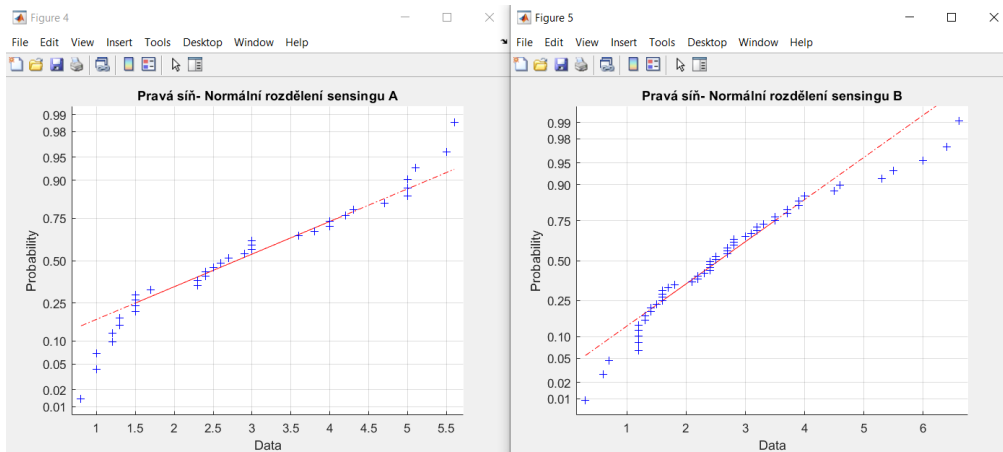 Figure 4
File Edit View Insert Tools Desktop Window Help
Pravá síň- Normální rozdělení sensingu A
Probability
0.99
0.98
0.95
0.90
0.75
0.50
0.25
0.10
0.05
0.02
0.01
1 1.5 2 2.5 3 3.5 4 4.5 5 5.5
Data
Figure 5
File Edit View Insert Tools Desktop Window Help
Pravá síň- Normální rozdělení sensingu B
Probability
0.99
0.98
0.95
0.90
0.75
0.50
0.25
0.10
0.05
0.02
0.01
1 2 3 4 5 6
Data